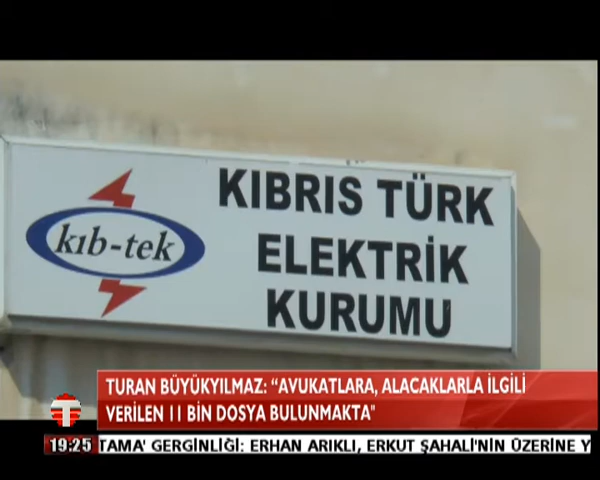 KIBRIS TÜRK
ELEKTRİK
KURUMU
kıb-tek
TURAN BÜYÜKYILMAZ: “AVUKATLARA, ALACAKLARLA İLGİLİ
VERİLEN 11 BİN DOSYA BULUNMAKTA"
T
19:25 TAMA' GERGİNLİĞİ: ERHAN ARIKLI, ERKUT ŞAHALİ'NİN ÜZERİNE Y